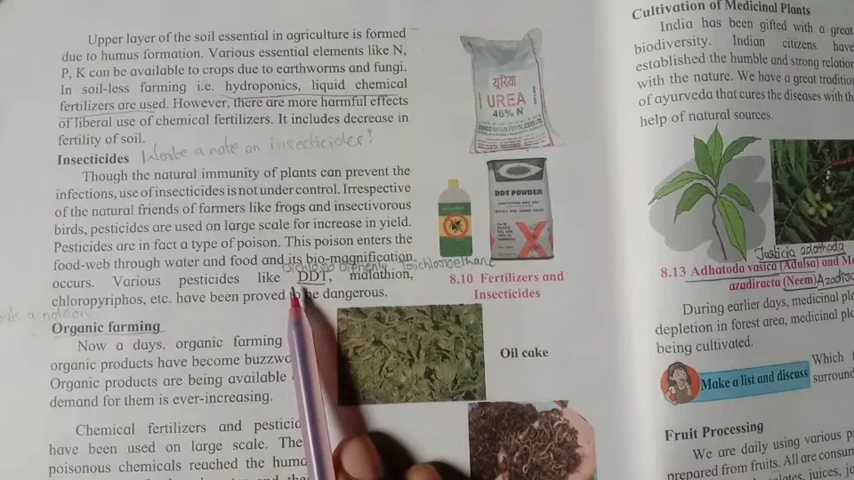 Upper layer of the soil essential in agriculture is formed
due to humus formation. Various essential elements like N,
P, K can be available to crops due to earthworms and fungi.
In soil-less farming i.e. hydroponics, liquid chemical
fertilizers are used. However, there are more harmful effects
of liberal use of chemical fertilizers. It includes decrease in
fertility of soil.
Insecticides Write a note on insecticides?
Though the natural immunity of plants can prevent the
infections, use of insecticides is not under control. Irrespective
of the natural friends of farmers like frogs and insectivorous
birds, pesticides are used on large scale for increase in yield.
Pesticides are in fact a type of poison. This poison enters the
food-web through water and food and its bio-magnification
occurs. Various pesticides like DDT, malathion,
chloropyriphos, etc. have been proved to be dangerous.
Organic farming
Now a days, organic farming
organic products have become buzzwo
Organic products are being available
demand for them is ever-increasing.
Chemical fertilizers and pestici
have been used on large scale. The
poisonous chemicals reached the huma
यूरिया
UREA
46% N
DDT POWDER
8.10 Fertilizers and
Insecticides
Oil cake
Cultivation of Medicinal Plants
India has been gifted with a great
biodiversity. Indian citizens have
established the humble and strong relation
with the nature. We have a great tradition
of ayurveda that cures the diseases with the
help of natural sources.
Justicia adathoda
8.13 Adhatoda vasica (Adulsa) and Me
azadiracta (Neem)
During earlier days, medicinal pl
depletion in forest area, medicinal pl
being cultivated.
Make a list and discuss
Which f
surround
Fruit Processing
We are daily using various p
prepared from fruits. All are consu